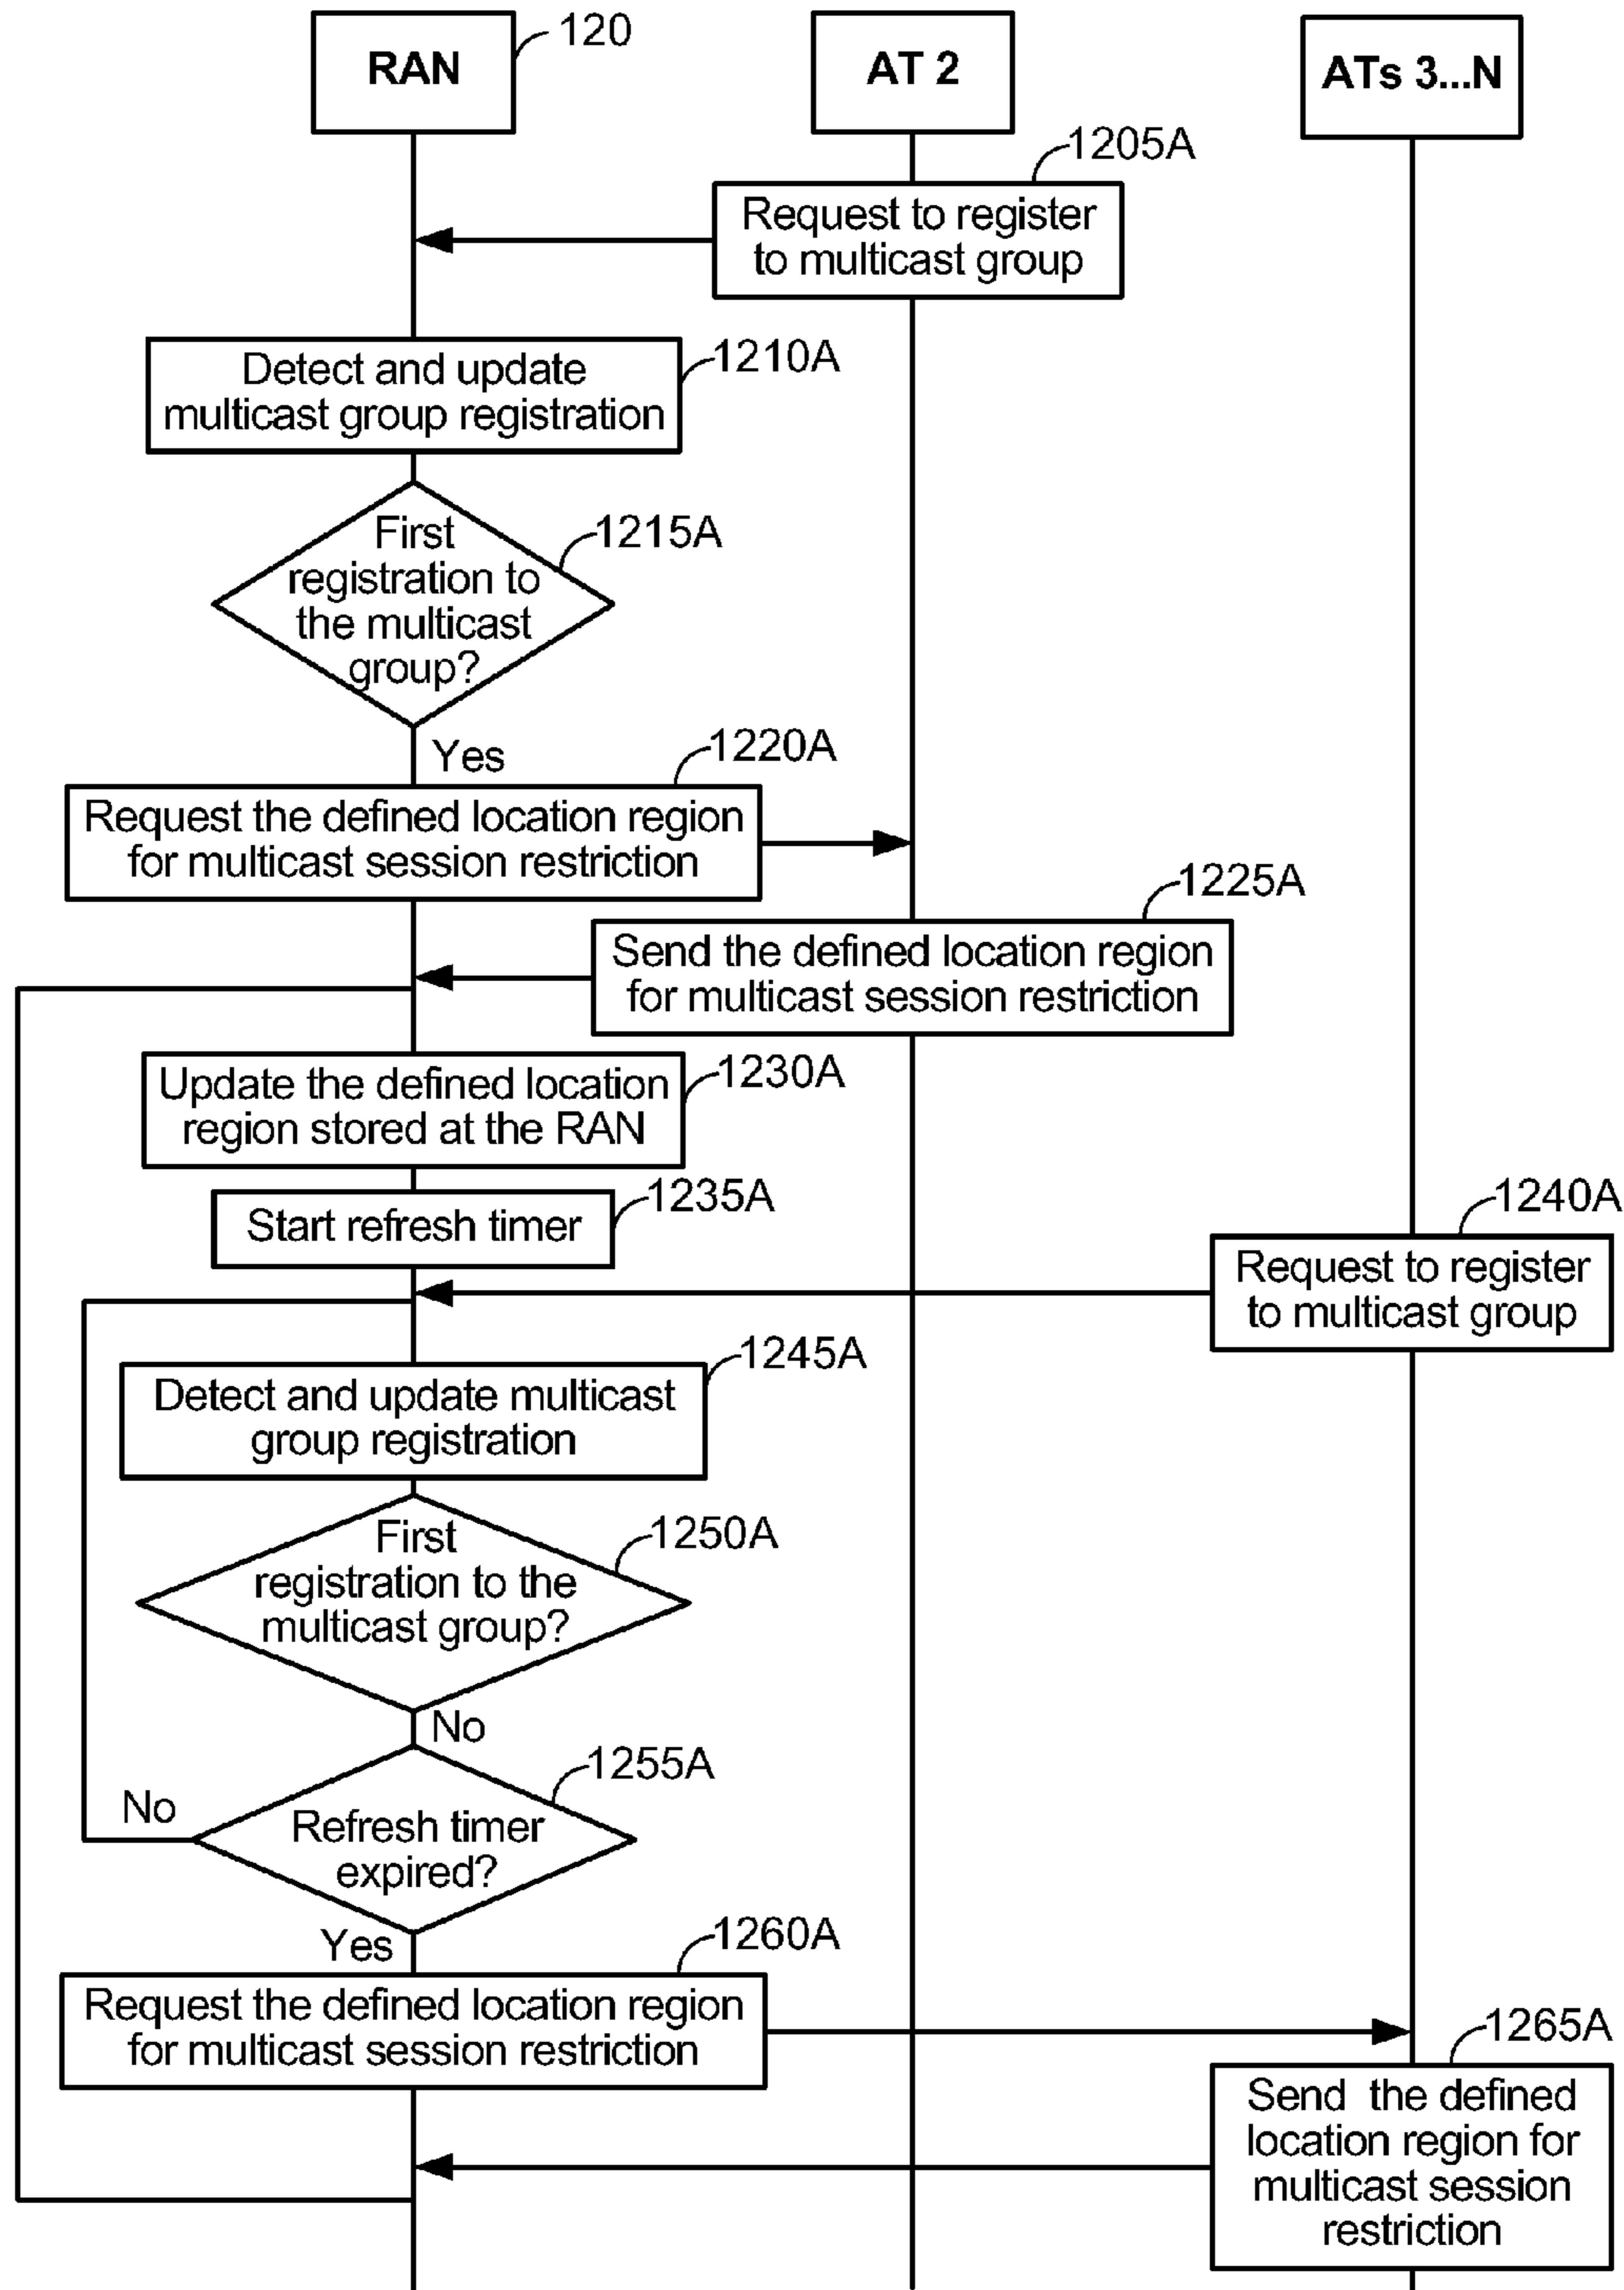 RAN
120
AT 2
ATs 3...N
1205A
Request to register
to multicast group
1210A
Detect and update
multicast group registration
1215A
First
registration to
the multicast
group?
Yes
1220A
Request the defined location region
for multicast session restriction
1225A
Send the defined location region
for multicast session restriction
1230A
Update the defined location
region stored at the RAN
1235A
Start refresh timer
1240A
Request to register
to multicast group
1245A
Detect and update multicast
group registration
1250A
First
registration to the
multicast group?
No
1255A
No
Refresh timer
expired?
Yes
1260A
Request the defined location region
for multicast session restriction
1265A
Send the defined
location region for
multicast session
restriction